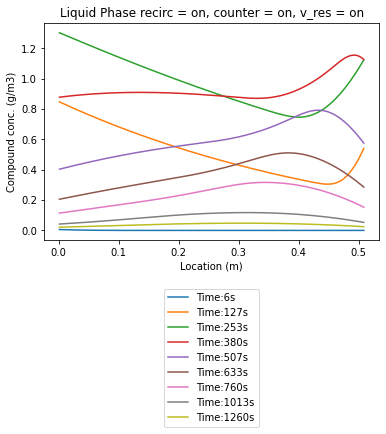 Liquid Phase recirc = on, counter = on, v_res = on
Compound conc. (g/m3)
1.2
1.0
0.8
0.6
0.4
0.2
0.0
0.0 0.1 0.2 0.3 0.4 0.5
Location (m)
Time:6s
Time:127s
Time:253s
Time:380s
Time:507s
Time:633s
Time:760s
Time:1013s
Time:1260s